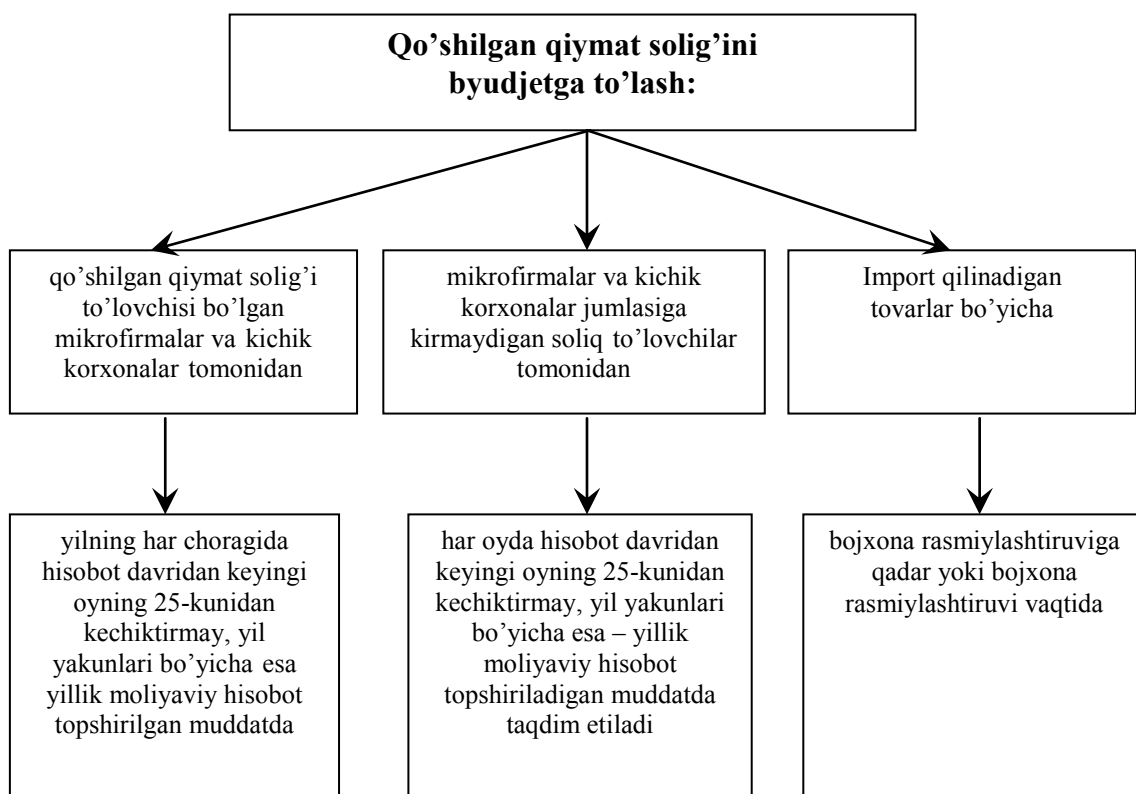 Qo’shilgan qiymat solig’ini
byudjetga to’lash:
qo’shilgan qiymat solig’i
to’lovchisi bo’lgan
mikrofirmalar va kichik
korxonalar tomonidan
mikrofirmalar va kichik
korxonalar jumlasiga
kirmaydigan soliq to’lovchilar
tomonidan
Import qilinadigan
tovarlar bo’yicha
yilning har choragida
hisobot davridan keyingi
oyning 25-kunidan
kechiktirmay, yil
yakunlari bo’yicha esa
yillik moliyaviy hisobot
topshirilgan muddatda
har oyda hisobot davridan
keyingi oyning 25-kunidan
kechiktirmay, yil yakunlari
bo’yicha esa – yillik
moliyaviy hisobot
topshiriladigan muddatda
taqdim etiladi
bojxona rasmiylashtiruviga
qadar yoki bojxona
rasmiylashtiruvi vaqtida